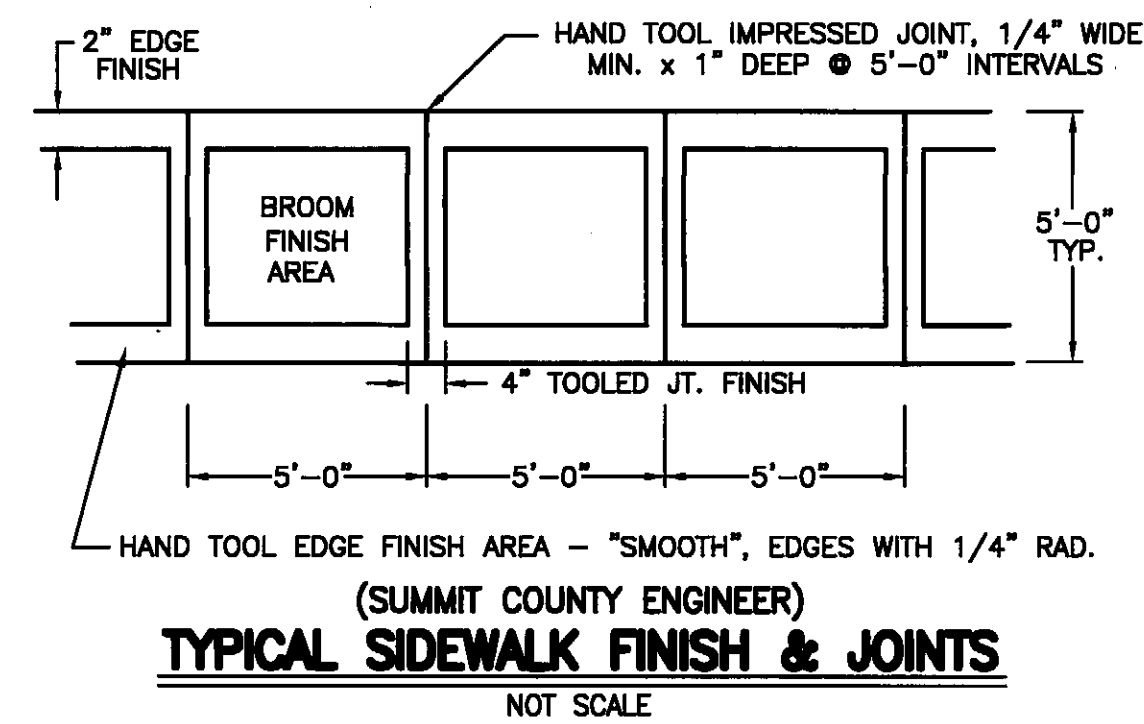 2" EDGE
FINISH
HAND TOOL IMPRESSED JOINT, 1/4" WIDE
MIN. x 1" DEEP @ 5'-0" INTERVALS
BROOM
FINISH
AREA
5'-0"
TYP.
4" TOOLED JT. FINISH
5'-0" 5'-0" 5'-0"
HAND TOOL EDGE FINISH AREA – "SMOOTH", EDGES WITH 1/4" RAD.
(SUMMIT COUNTY ENGINEER)
TYPICAL SIDEWALK FINISH & JOINTS
NOT SCALE